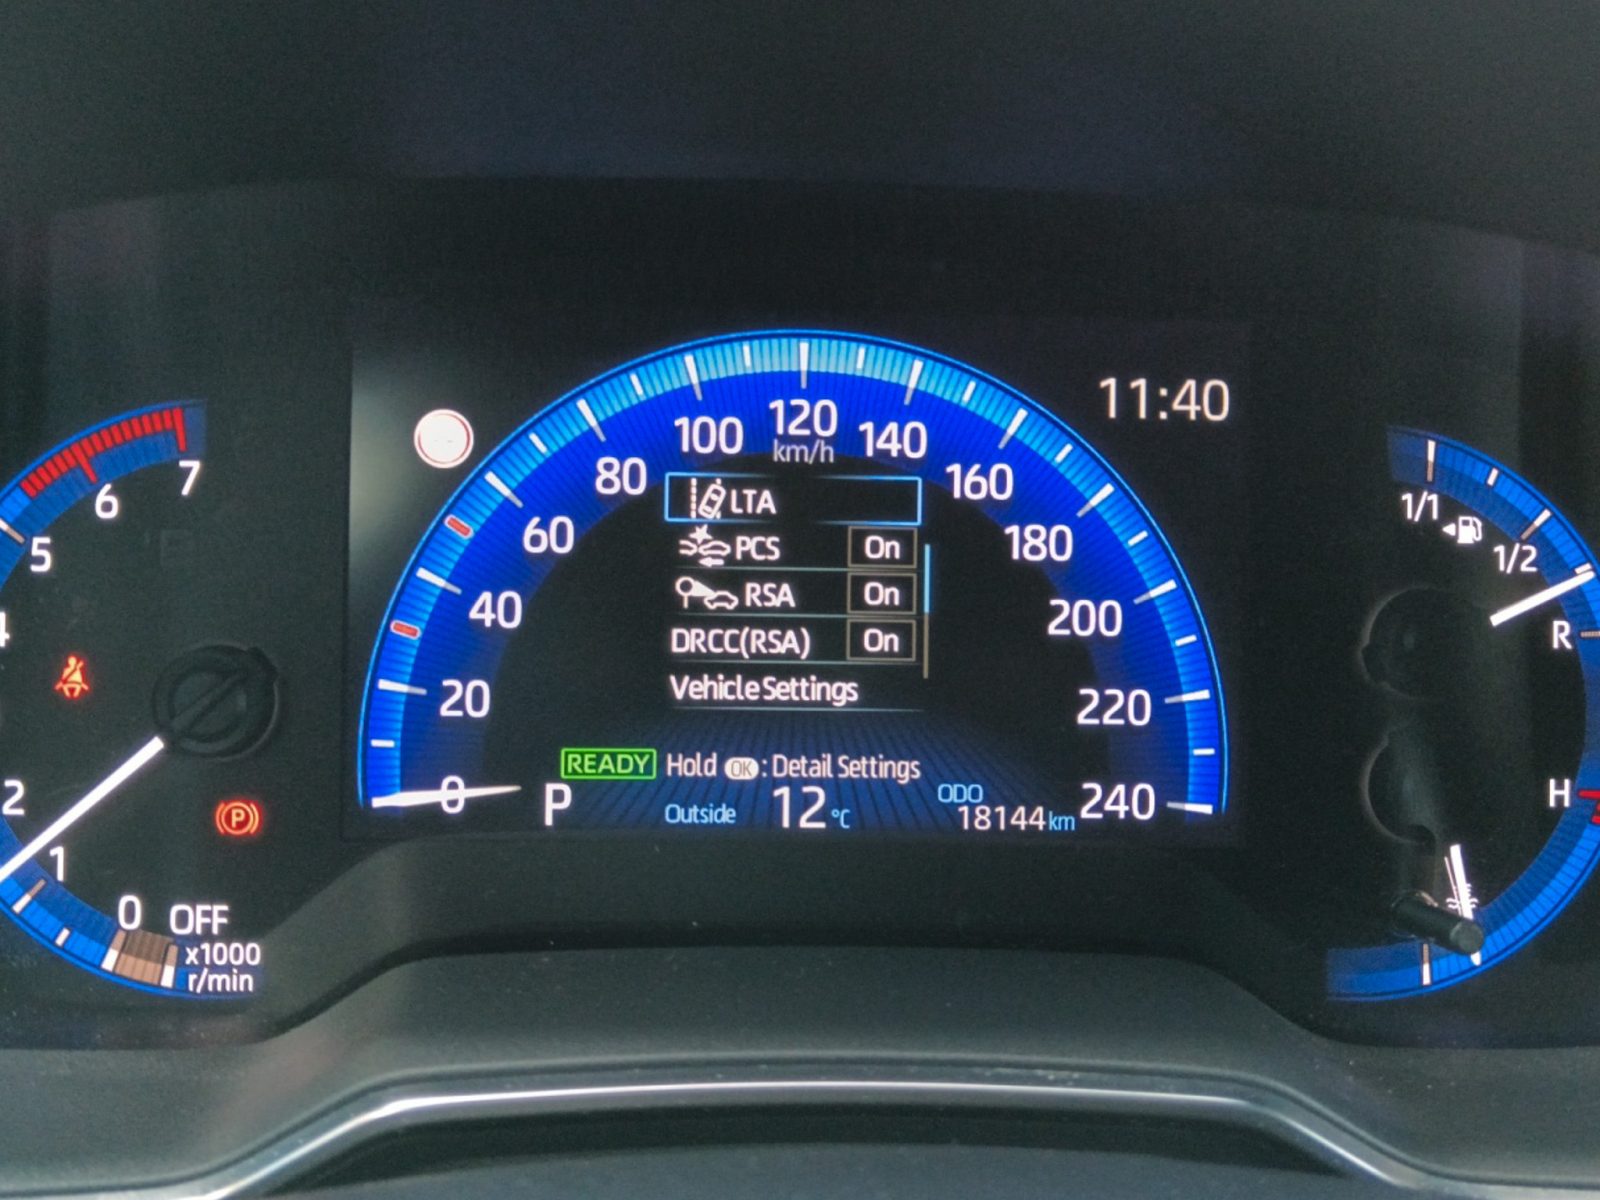 11:40
120
100
140
km/h
80
160
60
180
40
200
20
220
0
240
LTA
PCS On
RSA On
DRCC(RSA) On
Vehicle Settings
READY Hold OK : Detail Settings
P
Outside 12 °C
ODO
18144 km
7
6
5
4
2
1
0 OFF
x1000
r/min
P
1/1
1/2
R
H